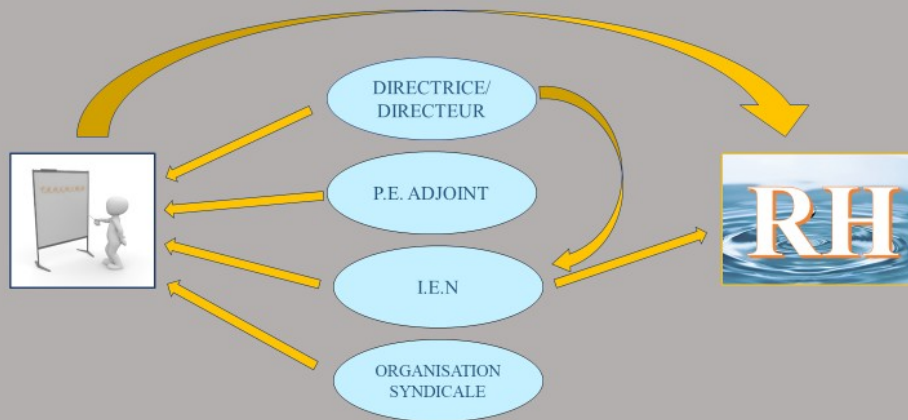 DIRECTRICE/
DIRECTEUR
P.E. ADJOINT
I.E.N
ORGANISATION
SYNDICALE
RH